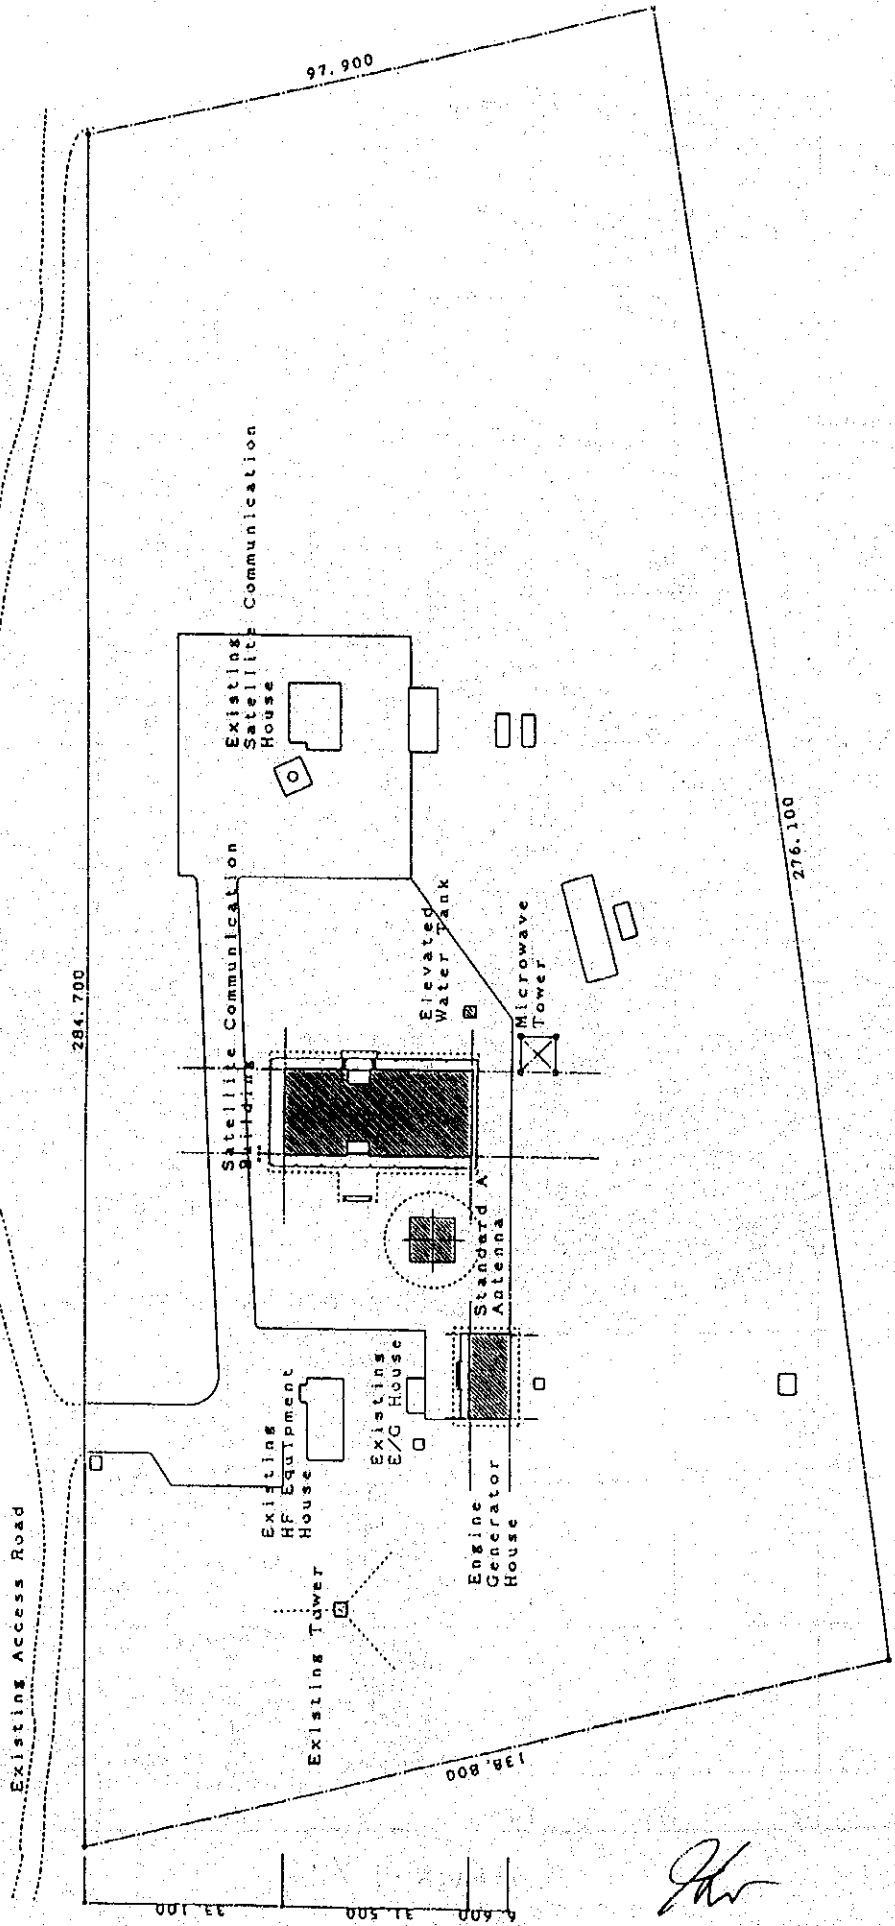 97.900
Existing
Satellite Communication
House
284.700
276.100
Satellite Communication
Building
Elevated
Water Tank
Microwave
Tower
Standard A
Antenna
Existing
HF Equipment
House
Existing
E/G House
Engine
Generator
House
Existing Tower
Existing Access Road
138.800
33.100
31.500
6.600